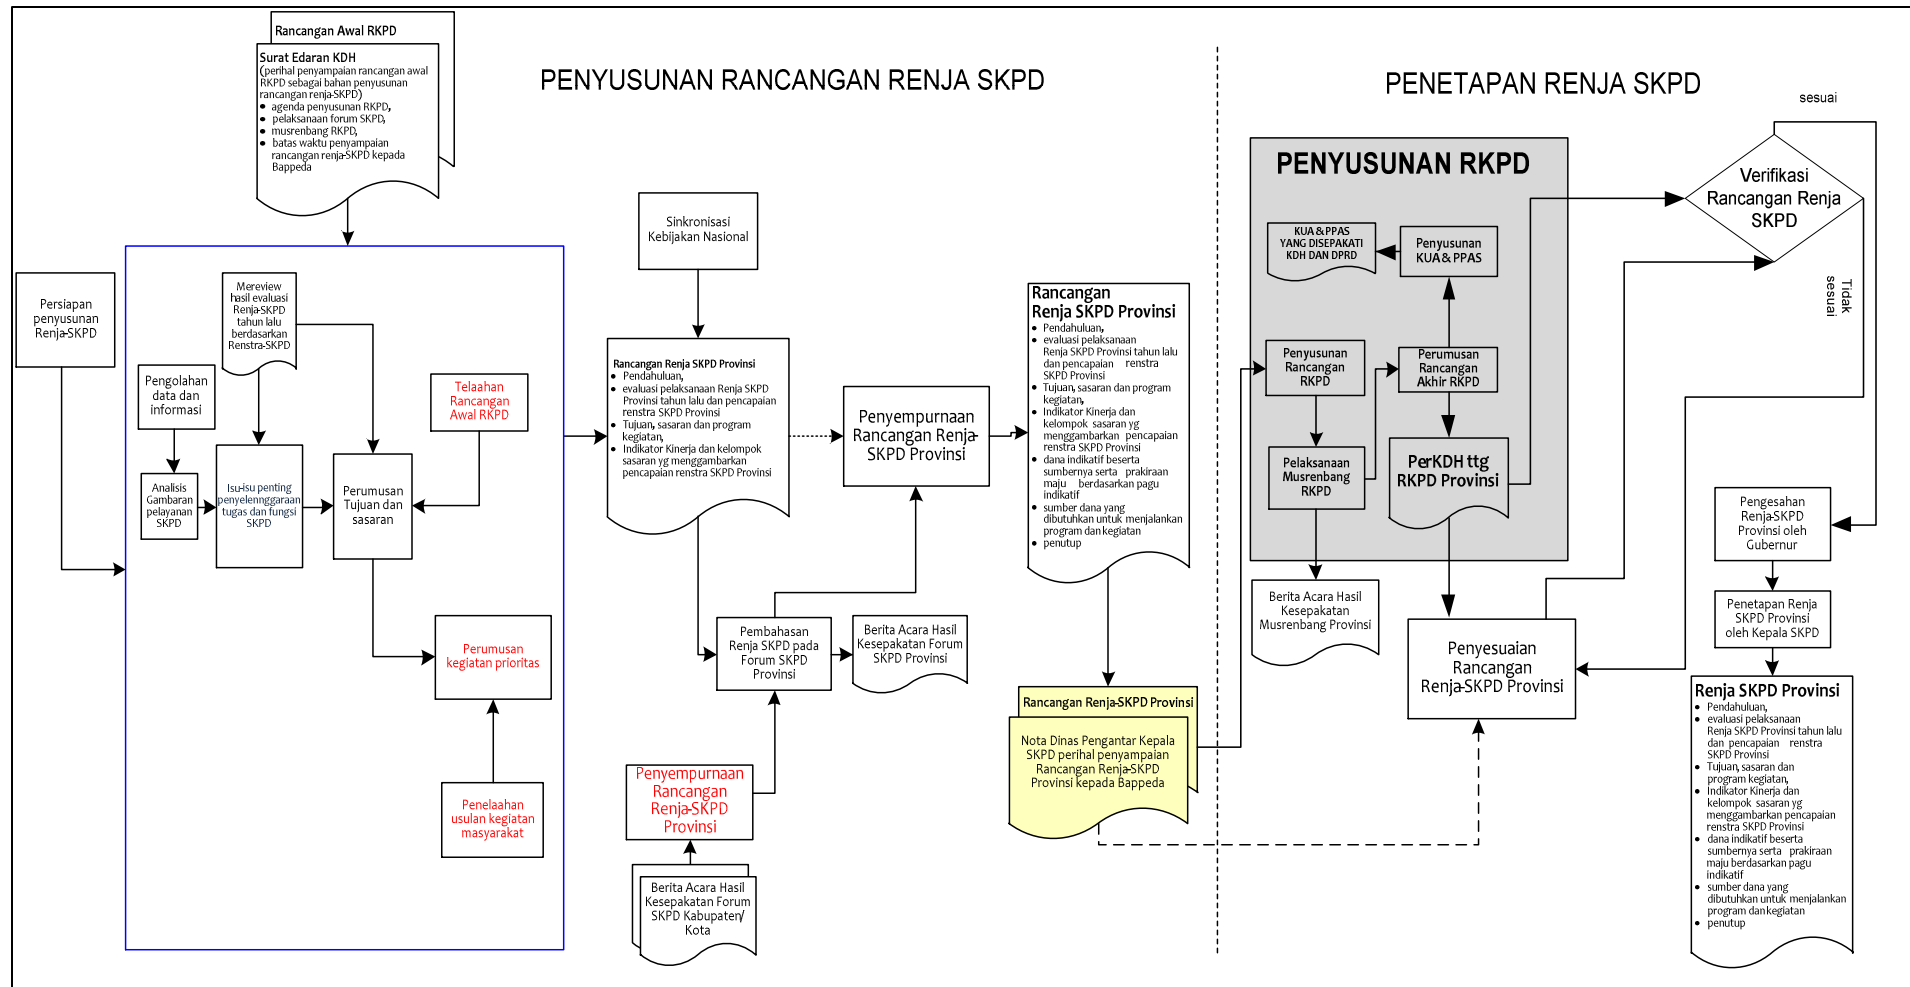 Rancangan Awal RKPD
Surat Edaran KDH
(perihal penyampaian rancangan awal
RKPD sebagai bahan penyusunan
rancangan renja-SKPD)
• agenda penyusunan RKPD,
• pelaksanaan forum SKPD,
• musrenbang RKPD,
• batas waktu penyampaian
rancangan renja-SKPD kepada
Bappeda
PENYUSUNAN RANCANGAN RENJA SKPD
Persiapan
penyusunan
Renja-SKPD
Mereview
hasil evaluasi
Renja-SKPD
tahun lalu
berdasarkan
Renstra-SKPD
Pengolahan
data dan
informasi
Telaahan
Rancangan
Awal RKPD
Analisis
Gambaran
pelayanan
SKPD
Isu-isu penting
penyelennggaraan
tugas dan fungsi
SKPD
Perumusan
Tujuan dan
sasaran
Perumusan
kegiatan prioritas
Penelaahan
usulan kegiatan
masyarakat
Sinkronisasi
Kebijakan Nasional
Rancangan Renja SKPD Provinsi
• Pendahuluan,
• evaluasi pelaksanaan Renja SKPD
Provinsi tahun lalu dan pencapaian
renstra SKPD Provinsi
• Tujuan, sasaran dan program
kegiatan,
• Indikator Kinerja dan kelompok
sasaran yg menggambarkan
pencapaian renstra SKPD Provinsi
Penyempurnaan
Rancangan Renja-
SKPD Provinsi
Pembahasan
Renja SKPD pada
Forum SKPD
Provinsi
Berita Acara Hasil
Kesepakatan Forum
SKPD Provinsi
Penyempurnaan
Rancangan
Renja-SKPD
Provinsi
Berita Acara Hasil
Kesepakatan Forum
SKPD Kabupaten/
Kota
Rancangan
Renja SKPD Provinsi
• Pendahuluan,
• evaluasi pelaksanaan
Renja SKPD Provinsi tahun lalu
dan pencapaian renstra
SKPD Provinsi
• Tujuan, sasaran dan program
kegiatan,
• Indikator Kinerja dan
kelompok sasaran yg
menggambarkan pencapaian
renstra SKPD Provinsi
• dana indikatif beserta
sumbernya serta prakiraan
maju berdasarkan pagu
indikatif
• sumber dana yang
dibutuhkan untuk menjalankan
program dan kegiatan
• penutup
Rancangan Renja-SKPD Provinsi
Nota Dinas Pengantar Kepala
SKPD perihal penyampaian
Rancangan Renja-SKPD
Provinsi kepada Bappeda
PENETAPAN RENJA SKPD
PENYUSUNAN RKPD
KUA & PPAS
YANG DISEPAKATI
KDH DAN DPRD
Penyusunan
KUA & PPAS
Penyusunan
Rancangan
RKPD
Perumusan
Rancangan
Akhir RKPD
Pelaksanaan
Musrenbang
RKPD
PerKDH ttg
RKPD Provinsi
Berita Acara Hasil
Kesepakatan
Musrenbang Provinsi
Penyesuaian
Rancangan
Renja-SKPD Provinsi
sesuai
Verifikasi
Rancangan Renja
SKPD
Tidak
sesuai
Pengesahan
Renja-SKPD
Provinsi oleh
Gubernur
Penetapan Renja
SKPD Provinsi
oleh Kepala SKPD
Renja SKPD Provinsi
• Pendahuluan,
• evaluasi pelaksanaan
Renja SKPD Provinsi tahun lalu
dan pencapaian renstra
SKPD Provinsi
• Tujuan, sasaran dan
program kegiatan,
• Indikator Kinerja dan
kelompok sasaran yg
menggambarkan pencapaian
renstra SKPD Provinsi
• dana indikatif beserta
sumbernya serta prakiraan
maju berdasarkan pagu
indikatif
• sumber dana yang
dibutuhkan untuk menjalankan
program dan kegiatan
• penutup